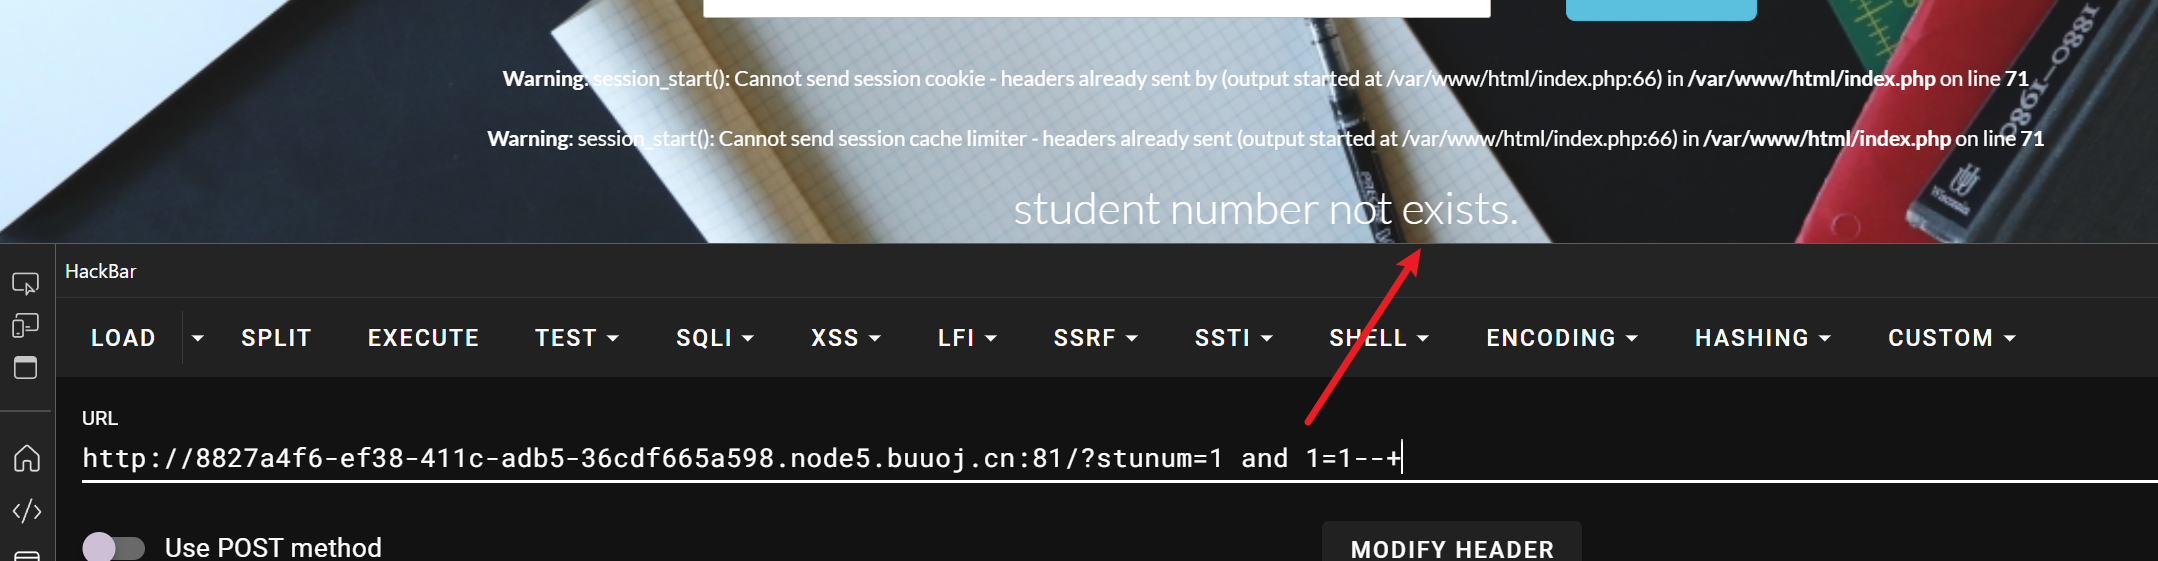 Warning: session_start(): Cannot send session cookie - headers already sent by (output started at /var/www/html/index.php:66) in /var/www/html/index.php on line 71
Warning: session_start(): Cannot send session cache limiter - headers already sent (output started at /var/www/html/index.php:66) in /var/www/html/index.php on line 71
1880-1980
Wisconsin
student number not exists.
HackBar
LOAD SPLIT EXECUTE TEST SQLI XSS LFI SSRF SSTI SHELL ENCODING HASHING CUSTOM
URL
http://8827a4f6-ef38-411c-adb5-36cdf665a598.node5.buuoj.cn:81/?stunum=1 and 1=1--+
Use POST method
MODIFY HEADER